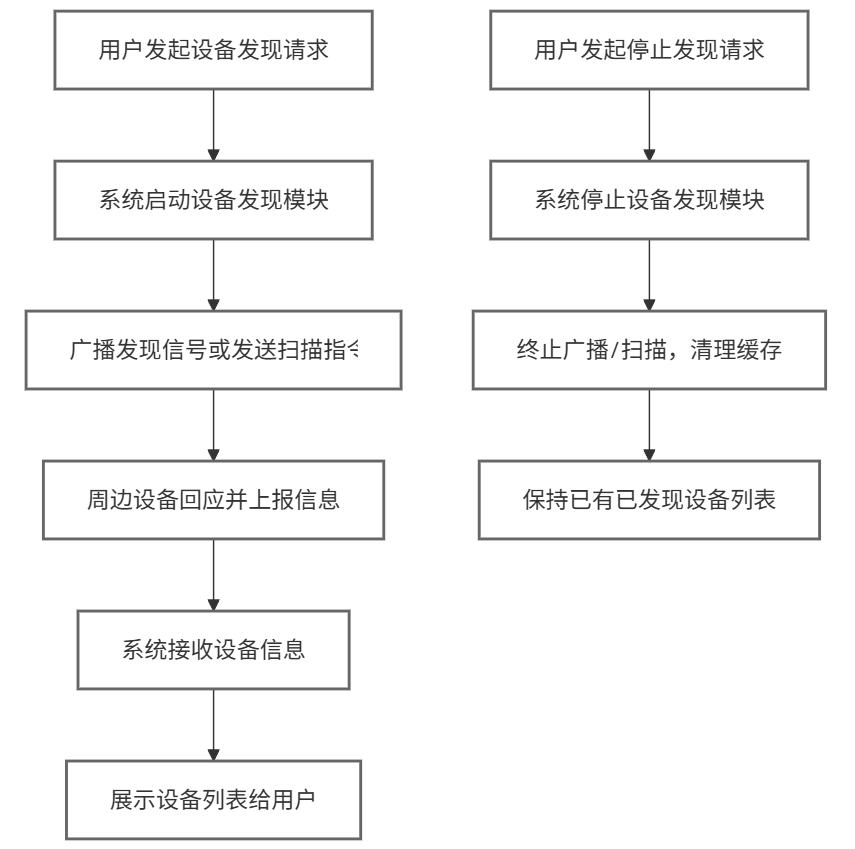 用户发起设备发现请求
系统启动设备发现模块
广播发现信号或发送扫描指令
周边设备回应并上报信息
系统接收设备信息
展示设备列表给用户
用户发起停止发现请求
系统停止设备发现模块
终止广播/扫描，清理缓存
保持已有已发现设备列表